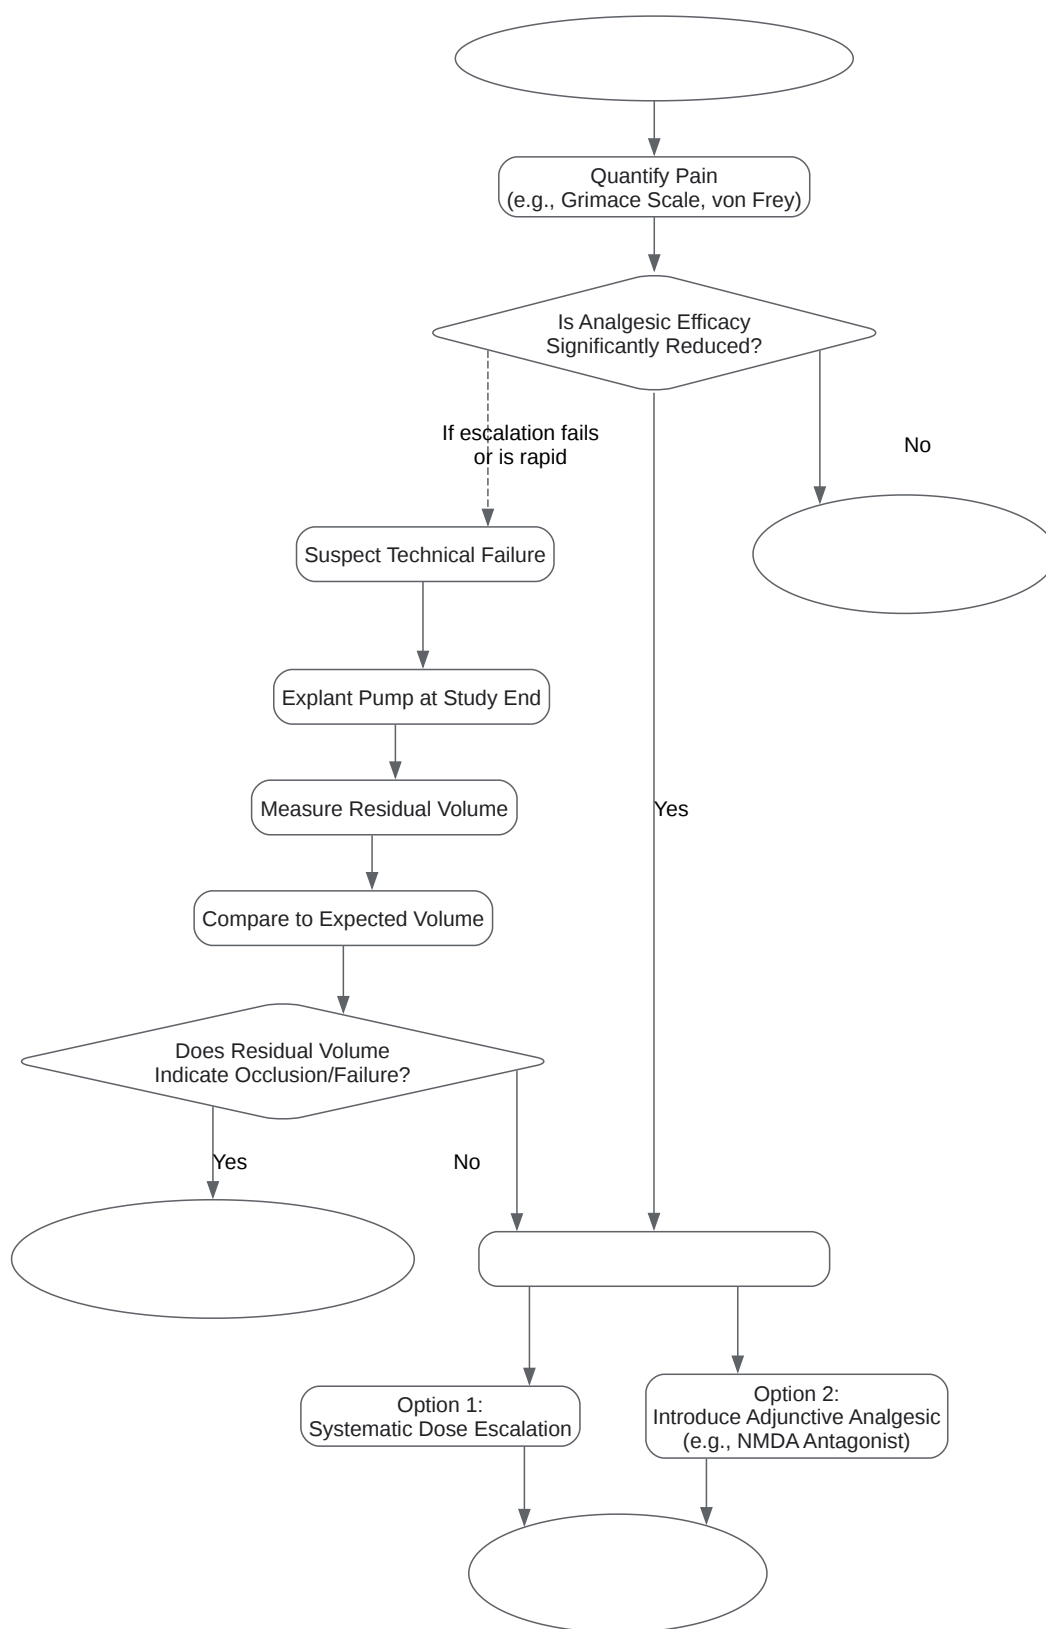 Quantify Pain
(e.g., Grimace Scale, von Frey)
Is Analgesic Efficacy
Significantly Reduced?
If escalation fails
or is rapid
No
Suspect Technical Failure
Explant Pump at Study End
Measure Residual Volume
Yes
Compare to Expected Volume
Does Residual Volume
Indicate Occlusion/Failure?
Yes
No
Option 1:
Systematic Dose Escalation
Option 2:
Introduce Adjunctive Analgesic
(e.g., NMDA Antagonist)